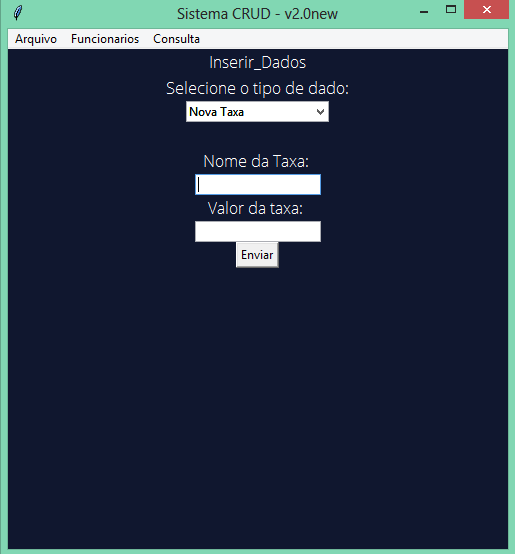 Sistema CRUD - v2.0new
Arquivo Funcionarios Consulta
Inserir_Dados
Selecione o tipo de dado:
Nova Taxa
Nome da Taxa:
Valor da taxa:
Enviar